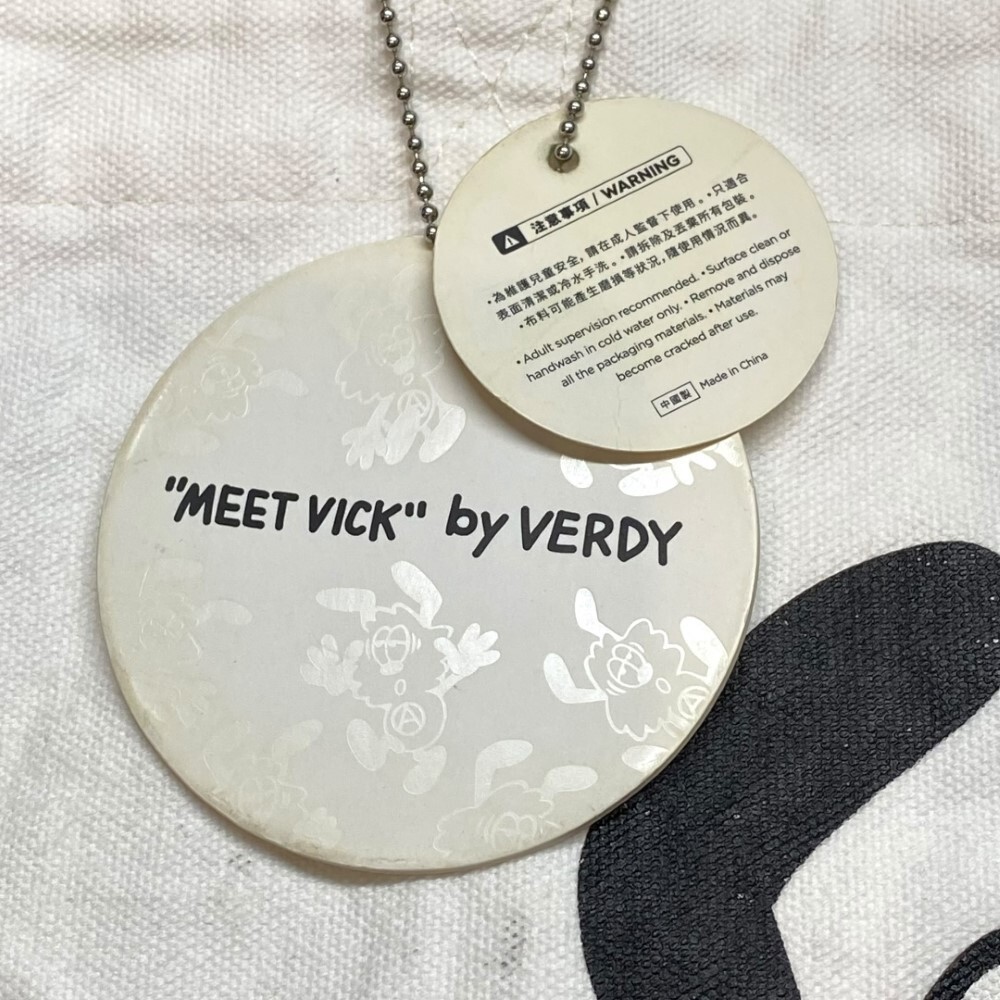 注意事項 / WARNING
•為維護兒童安全, 請在成人監督下使用。•只適合
表面清潔或冷水手洗。•請拆除及丟棄所有包裝。
•布料可能產生磨損等狀況, 隨使用情況而異。
•Adult supervision recommended. •Surface clean or
handwash in cold water only. •Remove and dispose
all the packaging materials. •Materials may
become cracked after use.
中國製 Made in China
"MEET VICK" by VERDY
A
A